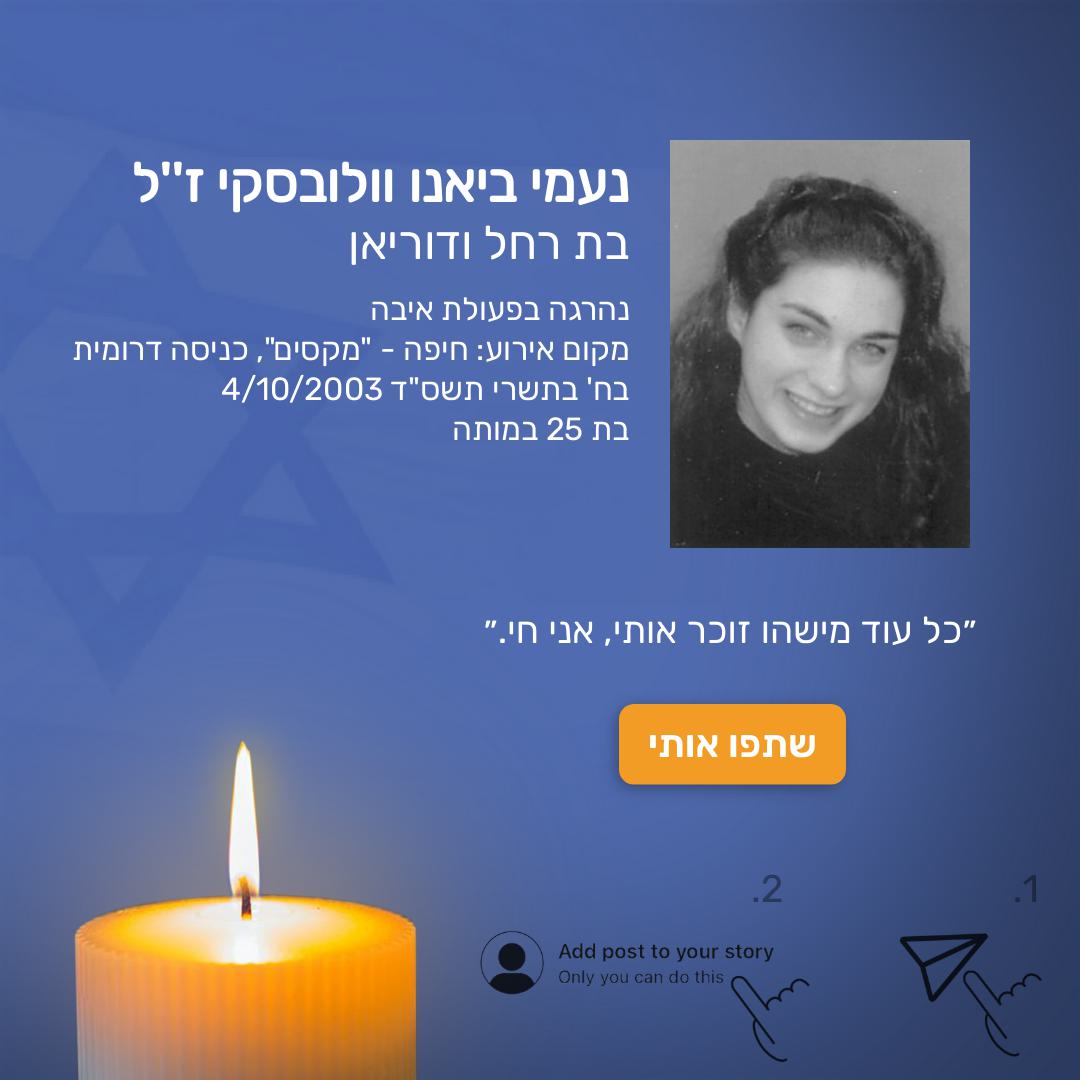 נעמי ביאנו וולובסקי ז"ל
בת רחל ודוריאן
נהרגה בפעולת איבה
מקום אירוע: חיפה - "מקסים", כניסה דרומית
בח' בתשרי תשס"ד 4/10/2003
בת 25 במותה
״כל עוד מישהו זוכר אותי, אני חי.״
שתפו אותי
1.
2.
Add post to your story
Only you can do this